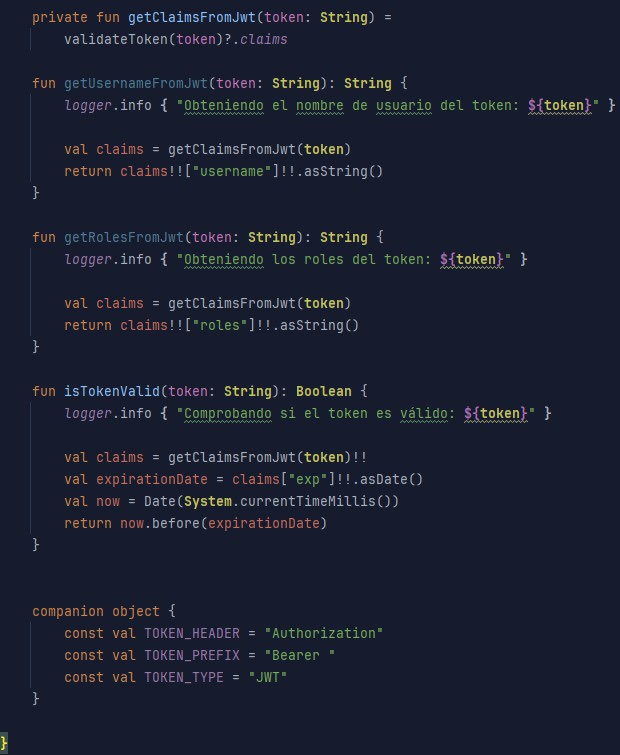 private fun getClaimsFromJwt(token: String) =
    validateToken(token)?.claims

fun getUsernameFromJwt(token: String): String {
    logger.info { "Obteniendo el nombre de usuario del token: ${token}" }

    val claims = getClaimsFromJwt(token)
    return claims!!["username"]!!.asString()
}

fun getRolesFromJwt(token: String): String {
    logger.info { "Obteniendo los roles del token: ${token}" }

    val claims = getClaimsFromJwt(token)
    return claims!!["roles"]!!.asString()
}

fun isTokenValid(token: String): Boolean {
    logger.info { "Comprobando si el token es válido: ${token}" }

    val claims = getClaimsFromJwt(token)!!
    val expirationDate = claims["exp"]!!.asDate()
    val now = Date(System.currentTimeMillis())
    return now.before(expirationDate)
}


companion object {
    const val TOKEN_HEADER = "Authorization"
    const val TOKEN_PREFIX = "Bearer "
    const val TOKEN_TYPE = "JWT"
}

}